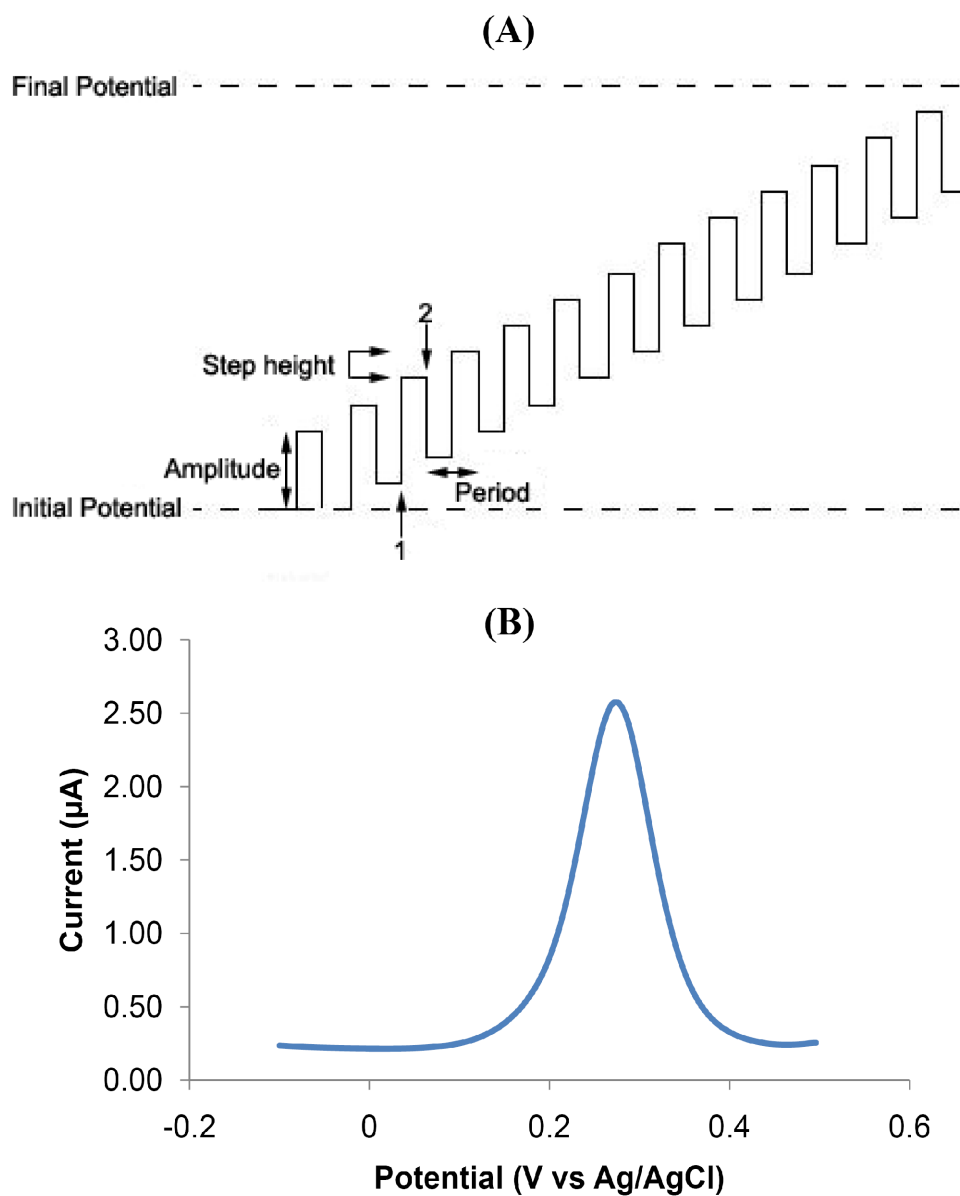 (A)
Final Potential
2
Step height
Amplitude
Period
Initial Potential
1
(B)
3.00
2.50
2.00
1.50
1.00
0.50
0.00
Current (µA)
-0.2
0
0.2
0.4
0.6
Potential (V vs Ag/AgCl)